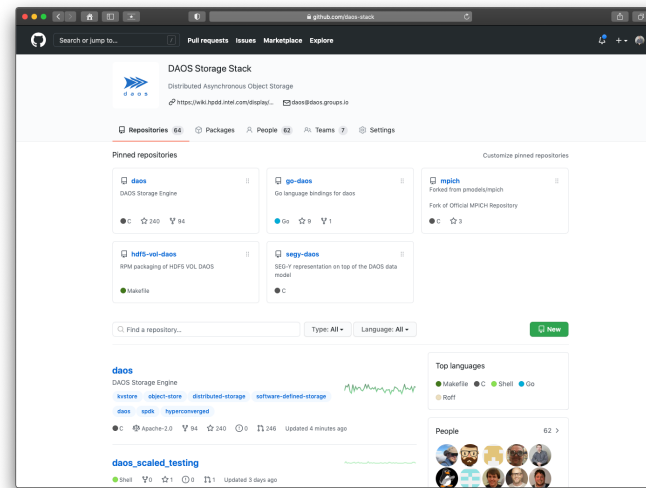 github.com/daos-stack
Search or jump to...
/
Pull requests Issues Marketplace Explore
daos
DAOS Storage Stack
Distributed Asynchronous Object Storage
https://wiki.hpdd.intel.com/display/... daos@daos.groups.io
Repositories 64 Packages People 62 Teams 7 Settings
Pinned repositories
Customize pinned repositories
daos
DAOS Storage Engine
C 240 94
go-daos
Go language bindings for daos
Go 9 1
mpich
Forked from pmodels/mpich
Fork of Official MPICH Repository
C 3
hdf5-vol-daos
RPM packaging of HDF5 VOL DAOS
Makefile
segy-daos
SEG-Y representation on top of the DAOS data
model
C
Find a repository...
Type: All
Language: All
New
daos
DAOS Storage Engine
kvstore object-store distributed-storage software-defined-storage
daos spdk hyperconverged
C Apache-2.0 94 240 0 246 Updated 4 minutes ago
daos_scaled_testing
Shell 0 1 0 1 Updated 3 days ago
Top languages
Makefile C Shell Go
Roff
People 62 >